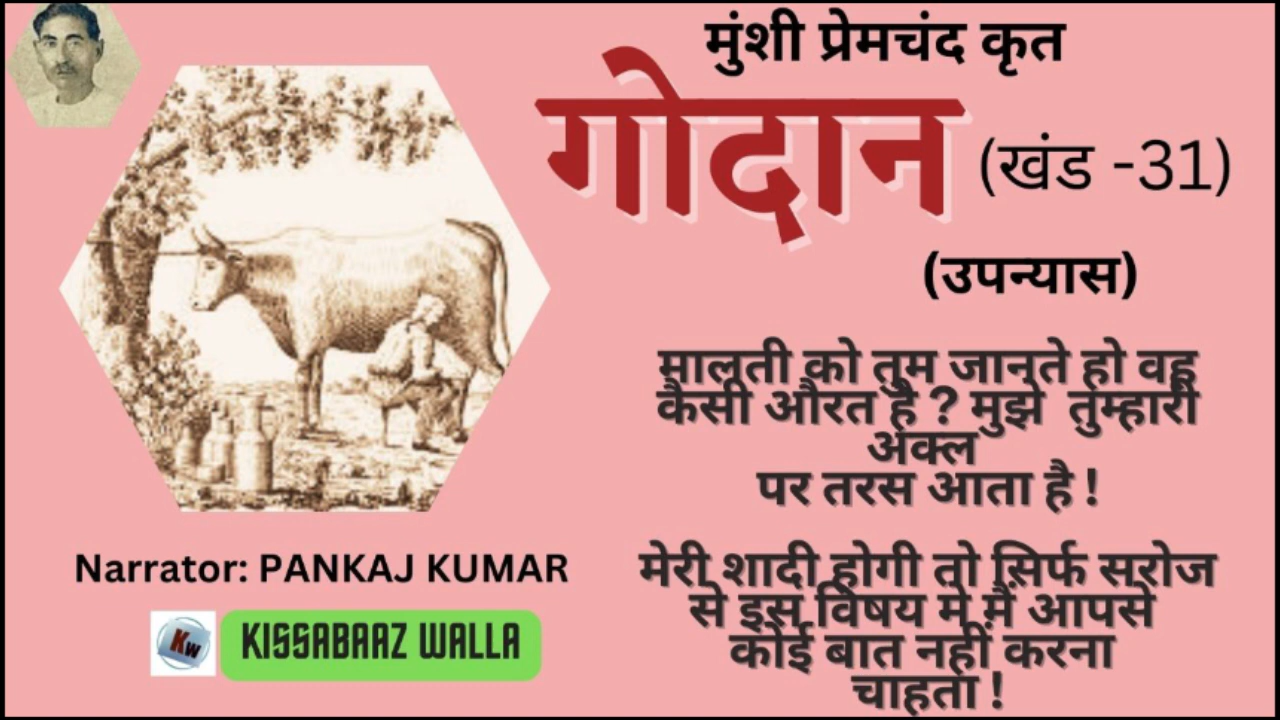 मुंशी प्रेमचंद कृत
गोदान
(खंड -31)
(उपन्यास)
मालती को तुम जानते हो वह
कैसी औरत है ? मुझे तुम्हारी
अक्ल
पर तरस आता है !
मेरी शादी होगी तो सिर्फ सरोज
से इस विषय मे मैं आपसे
कोई बात नहीं करना
चाहता !
Narrator: PANKAJ KUMAR
Kw
KISSABAAZ WALLA